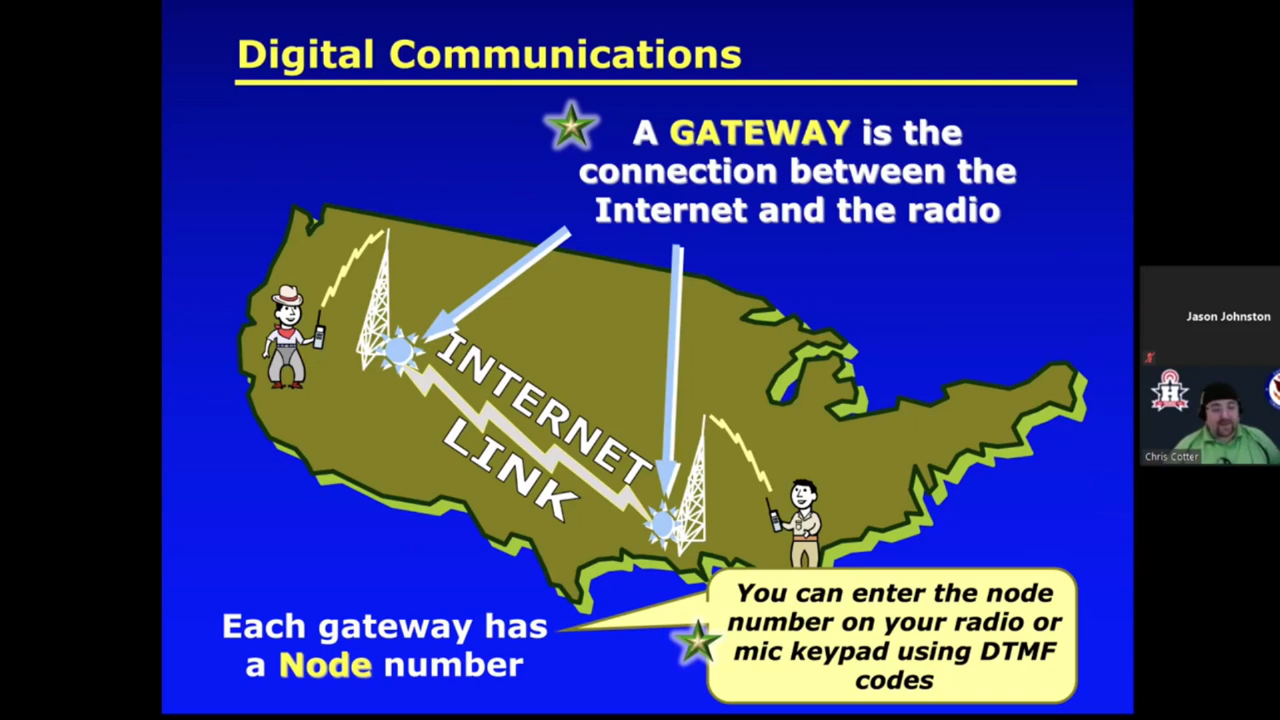 Digital Communications
A GATEWAY is the
connection between the
Internet and the radio
INTERNET
LINK
Each gateway has
a Node number
You can enter the node
number on your radio or
mic keypad using DTMF
codes
Jason Johnston
H
Chris Cotter